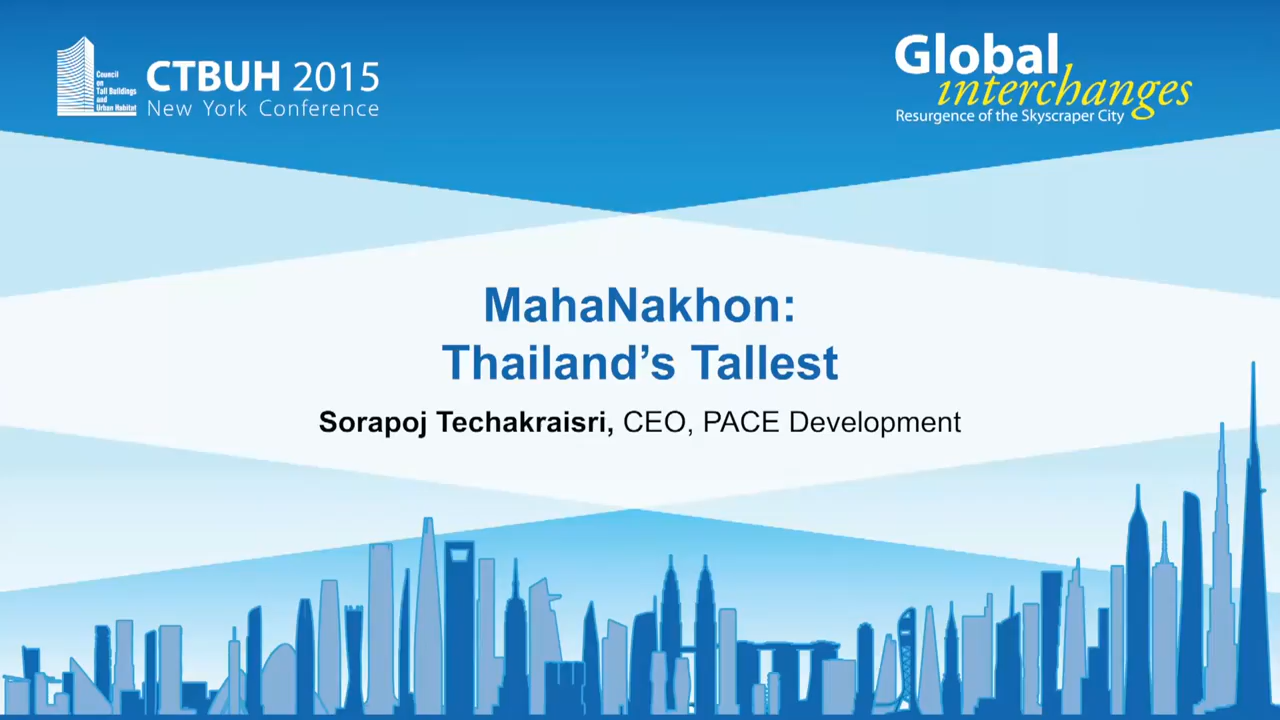 Council
on
Tall Buildings
and
Urban Habitat
CTBUH 2015
New York Conference
Global
interchanges
Resurgence of the Skyscraper City
MahaNakhon:
Thailand’s Tallest
Sorapoj Techakraisri, CEO, PACE Development